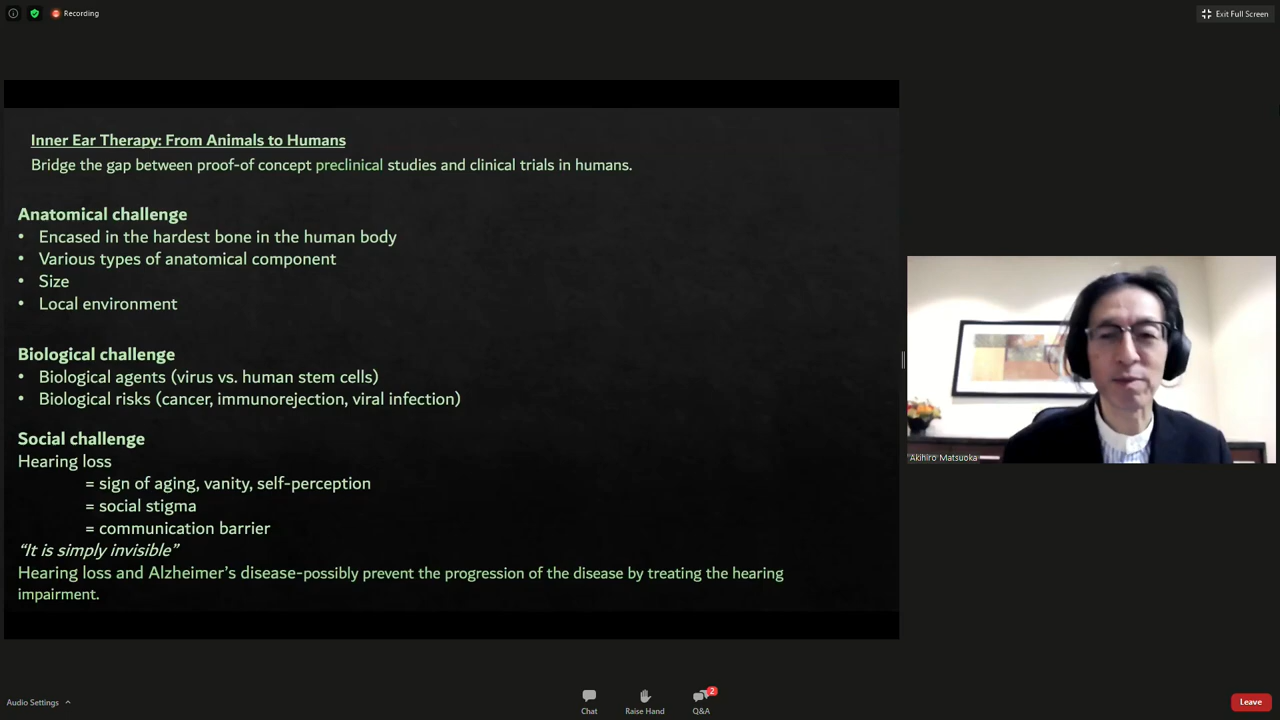 Recording
Exit Full Screen
Inner Ear Therapy: From Animals to Humans
Bridge the gap between proof-of concept preclinical studies and clinical trials in humans.
Anatomical challenge
• Encased in the hardest bone in the human body
• Various types of anatomical component
• Size
• Local environment
Biological challenge
• Biological agents (virus vs. human stem cells)
• Biological risks (cancer, immunorejection, viral infection)
Social challenge
Hearing loss
= sign of aging, vanity, self-perception
= social stigma
= communication barrier
“It is simply invisible”
Hearing loss and Alzheimer’s disease-possibly prevent the progression of the disease by treating the hearing
impairment.
Akihiro Matsuoka
Audio Settings
Chat
Raise Hand
2
Q&A
Leave